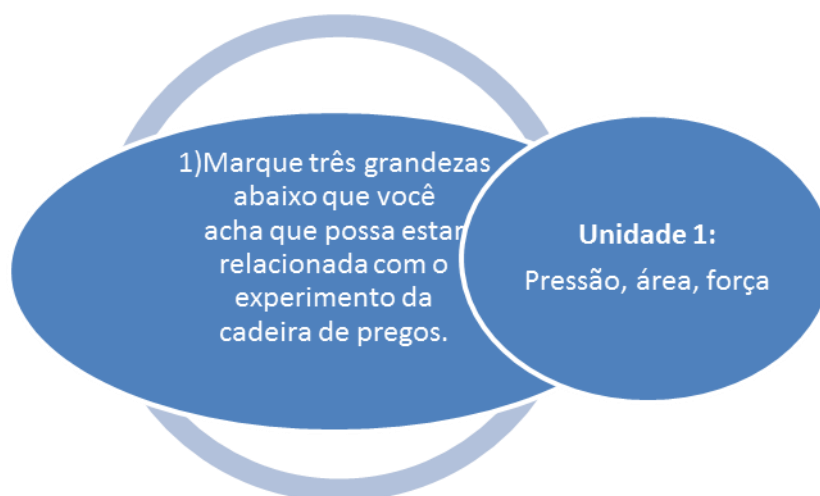 1)Marque três grandezas
abaixo que você
acha que possa estar
relacionada com o
experimento da
cadeira de pregos.
Unidade 1:
Pressão, área, força